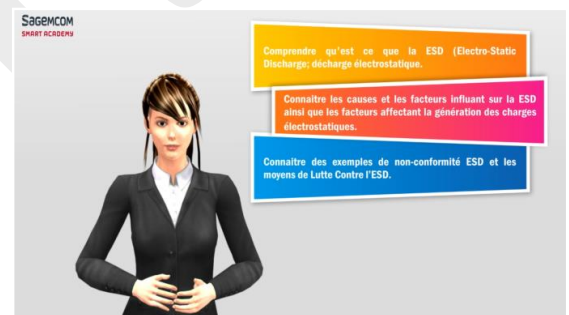 SAGEMCOM
SMART ACADEMY
Comprendre qu'est ce que la ESD (Electro-Static
Discharge; décharge électrostatique.
Connaitre les causes et les facteurs influant sur la ESD
ainsi que les facteurs affectant la génération des charges
électrostatiques.
Connaitre des exemples de non-conformité ESD et les
moyens de Lutte Contre l'ESD.